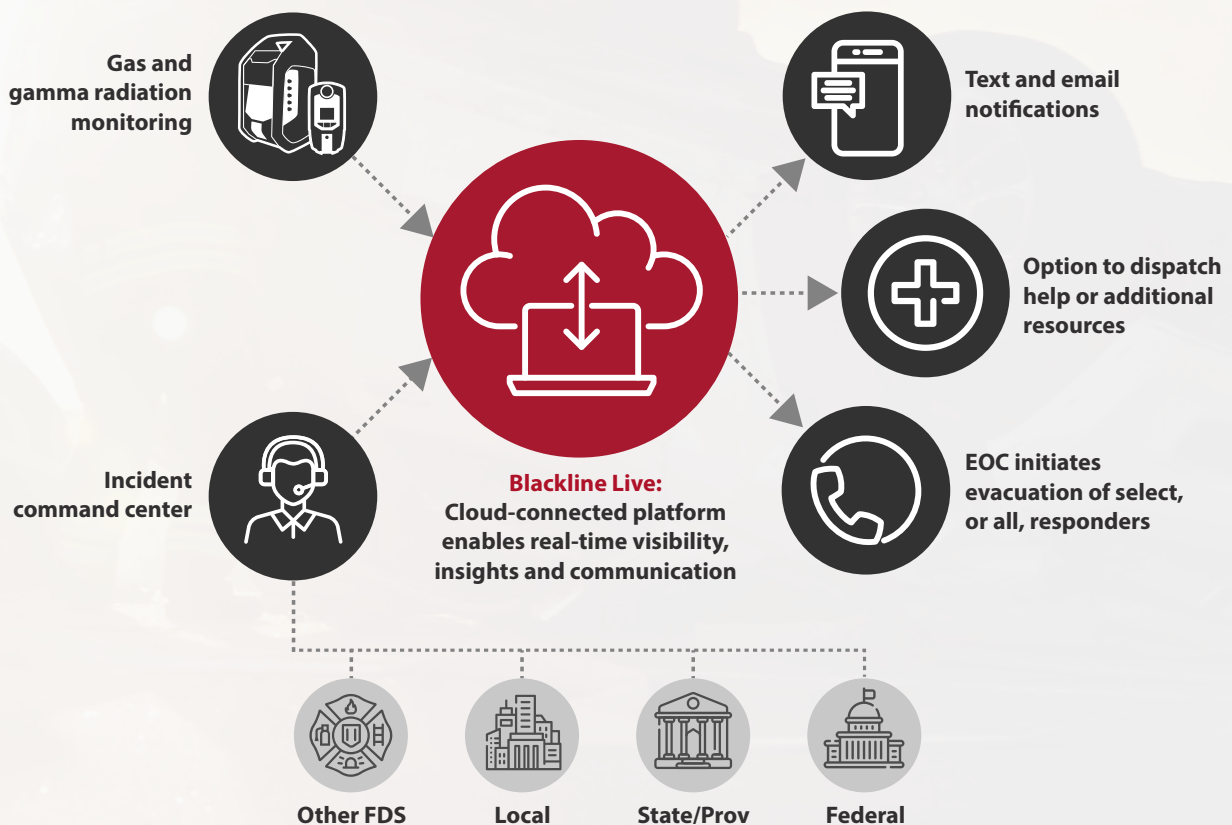 Gas and
gamma radiation
monitoring
Text and email
notifications
Option to dispatch
help or additional
resources
Incident
command center
Blackline Live:
Cloud-connected platform
enables real-time visibility,
insights and communication
EOC initiates
evacuation of select,
or all, responders
Other FDS
Local
State/Prov
Federal